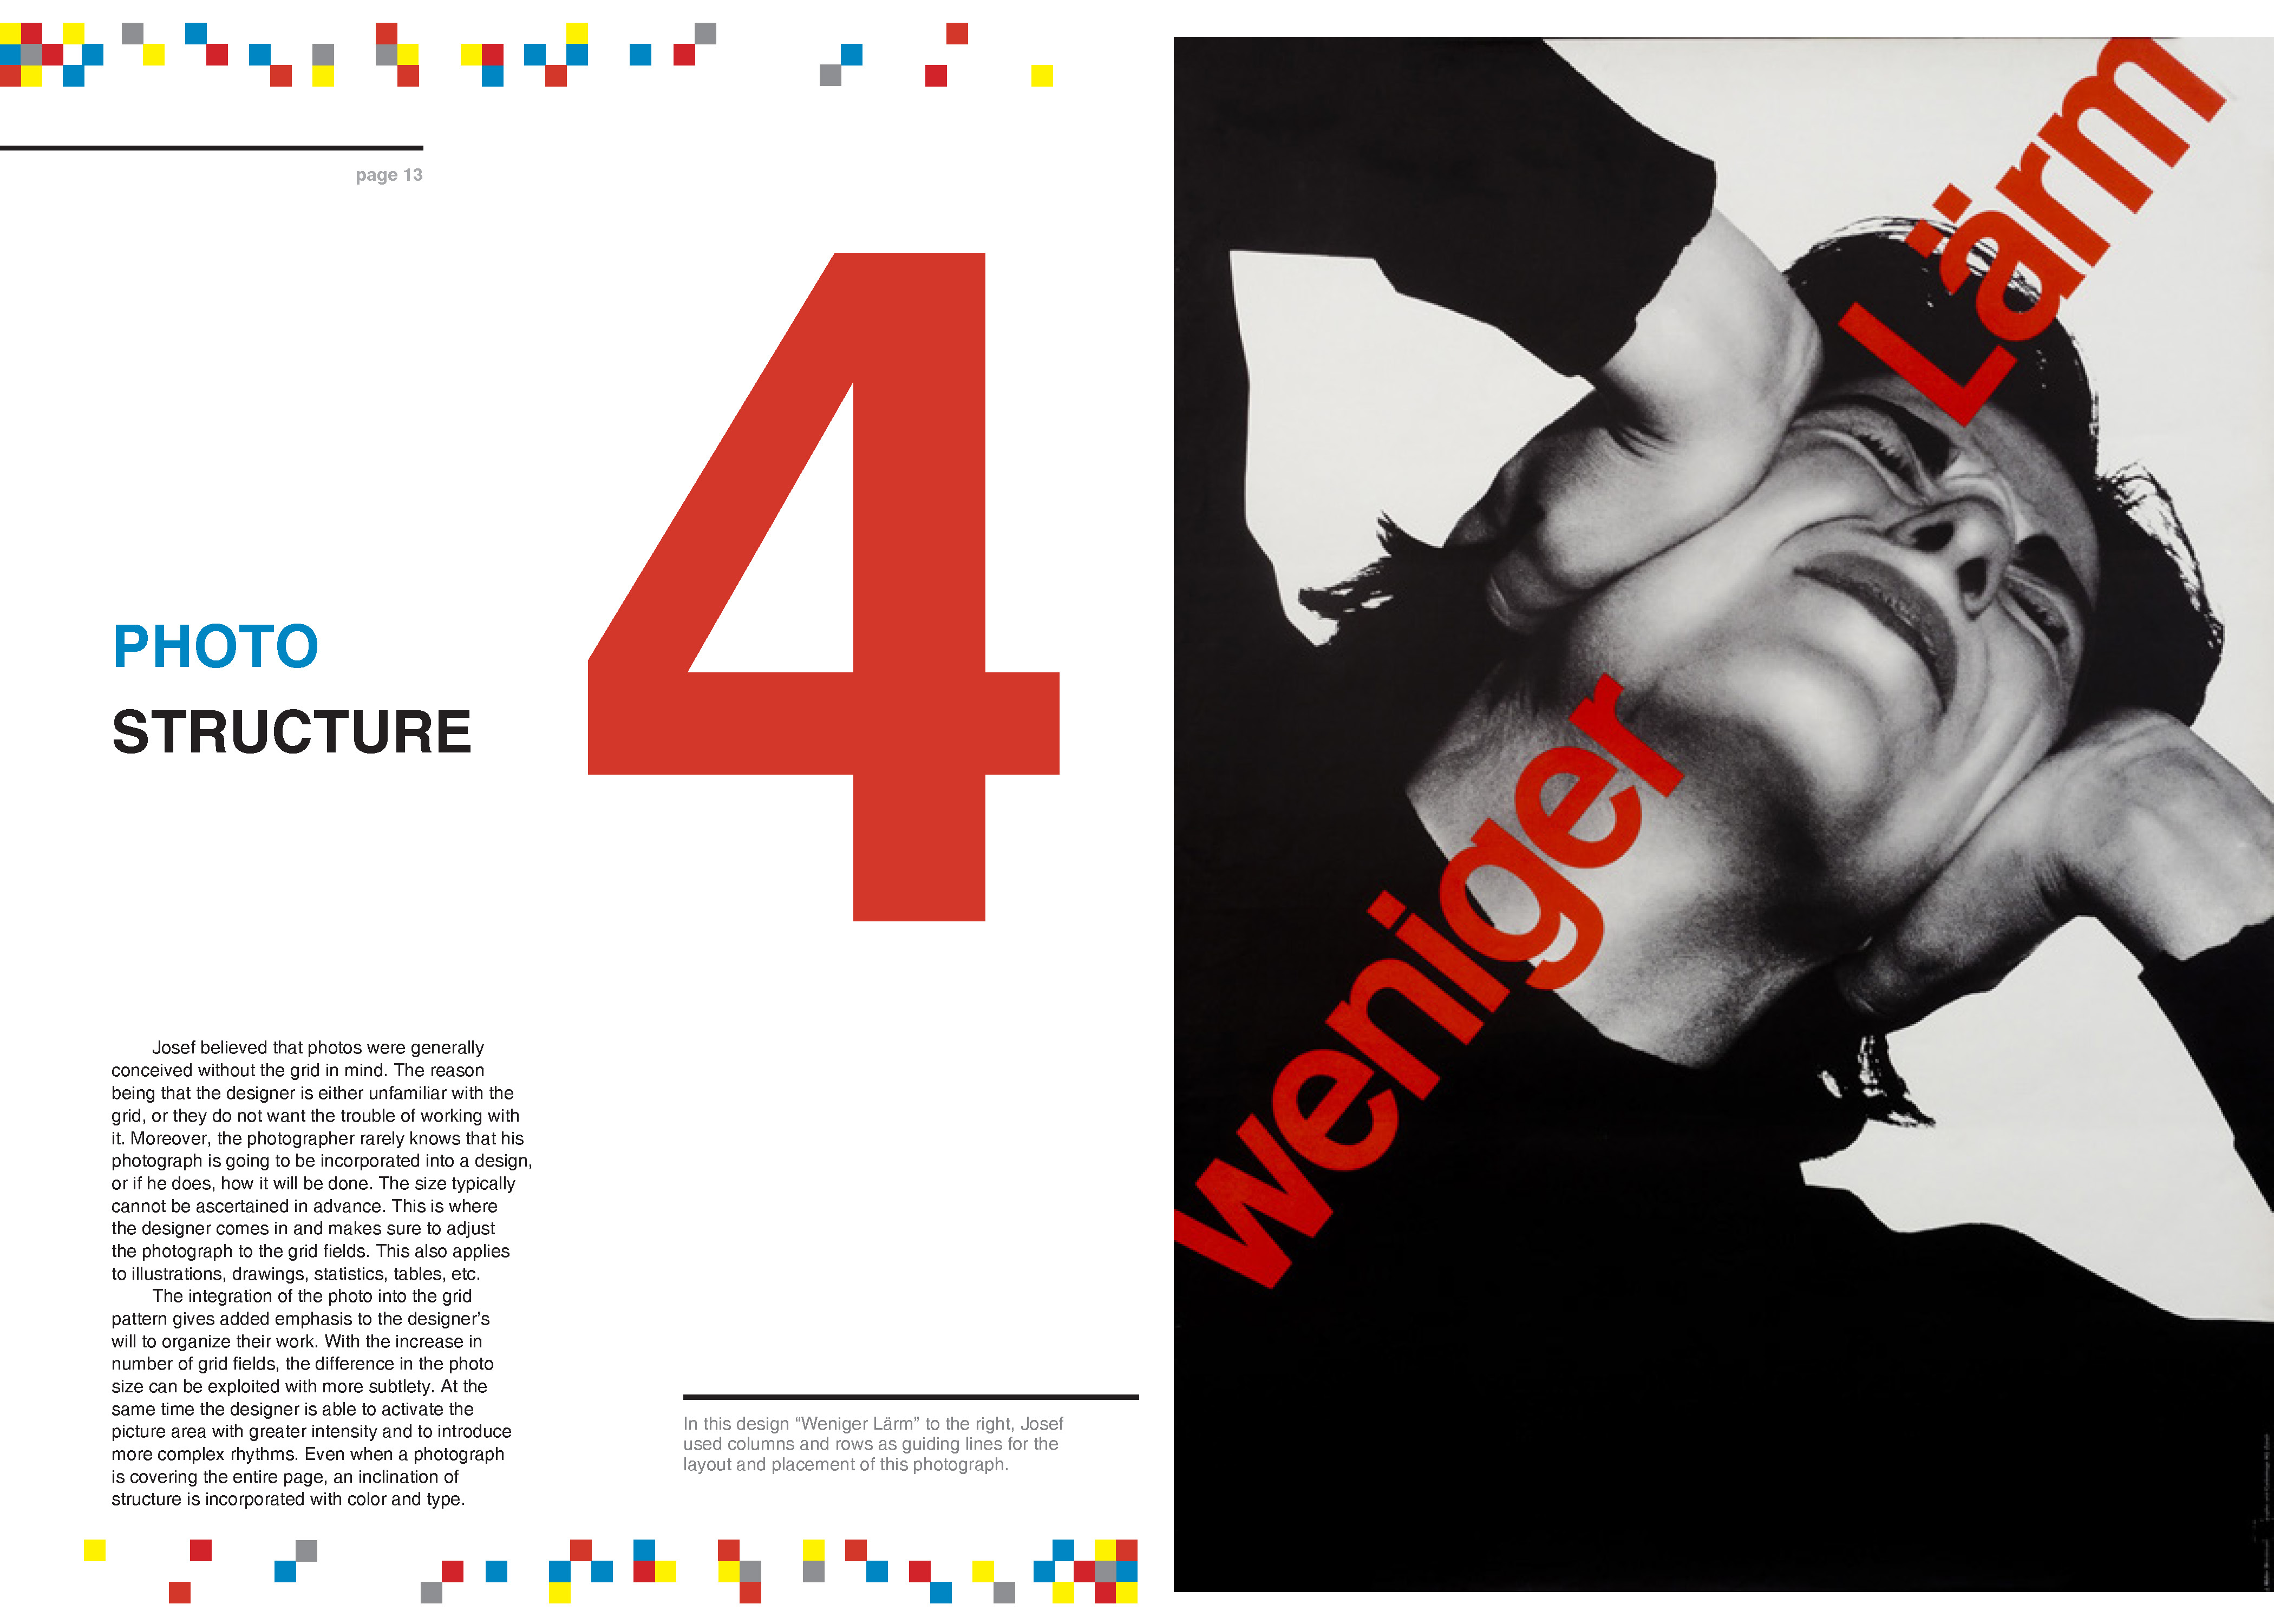 page 13
4
PHOTO
STRUCTURE
Josef believed that photos were generally
conceived without the grid in mind. The reason
being that the designer is either unfamiliar with the
grid, or they do not want the trouble of working with
it. Moreover, the photographer rarely knows that his
photograph is going to be incorporated into a design,
or if he does, how it will be done. The size typically
cannot be ascertained in advance. This is where
the designer comes in and makes sure to adjust
the photograph to the grid fields. This also applies
to illustrations, drawings, statistics, tables, etc.
The integration of the photo into the grid
pattern gives added emphasis to the designer’s
will to organize their work. With the increase in
number of grid fields, the difference in the photo
size can be exploited with more subtlety. At the
same time the designer is able to activate the
picture area with greater intensity and to introduce
more complex rhythms. Even when a photograph
is covering the entire page, an inclination of
structure is incorporated with color and type.
In this design “Weniger Lärm” to the right, Josef
used columns and rows as guiding lines for the
layout and placement of this photograph.
weniger
Lärm